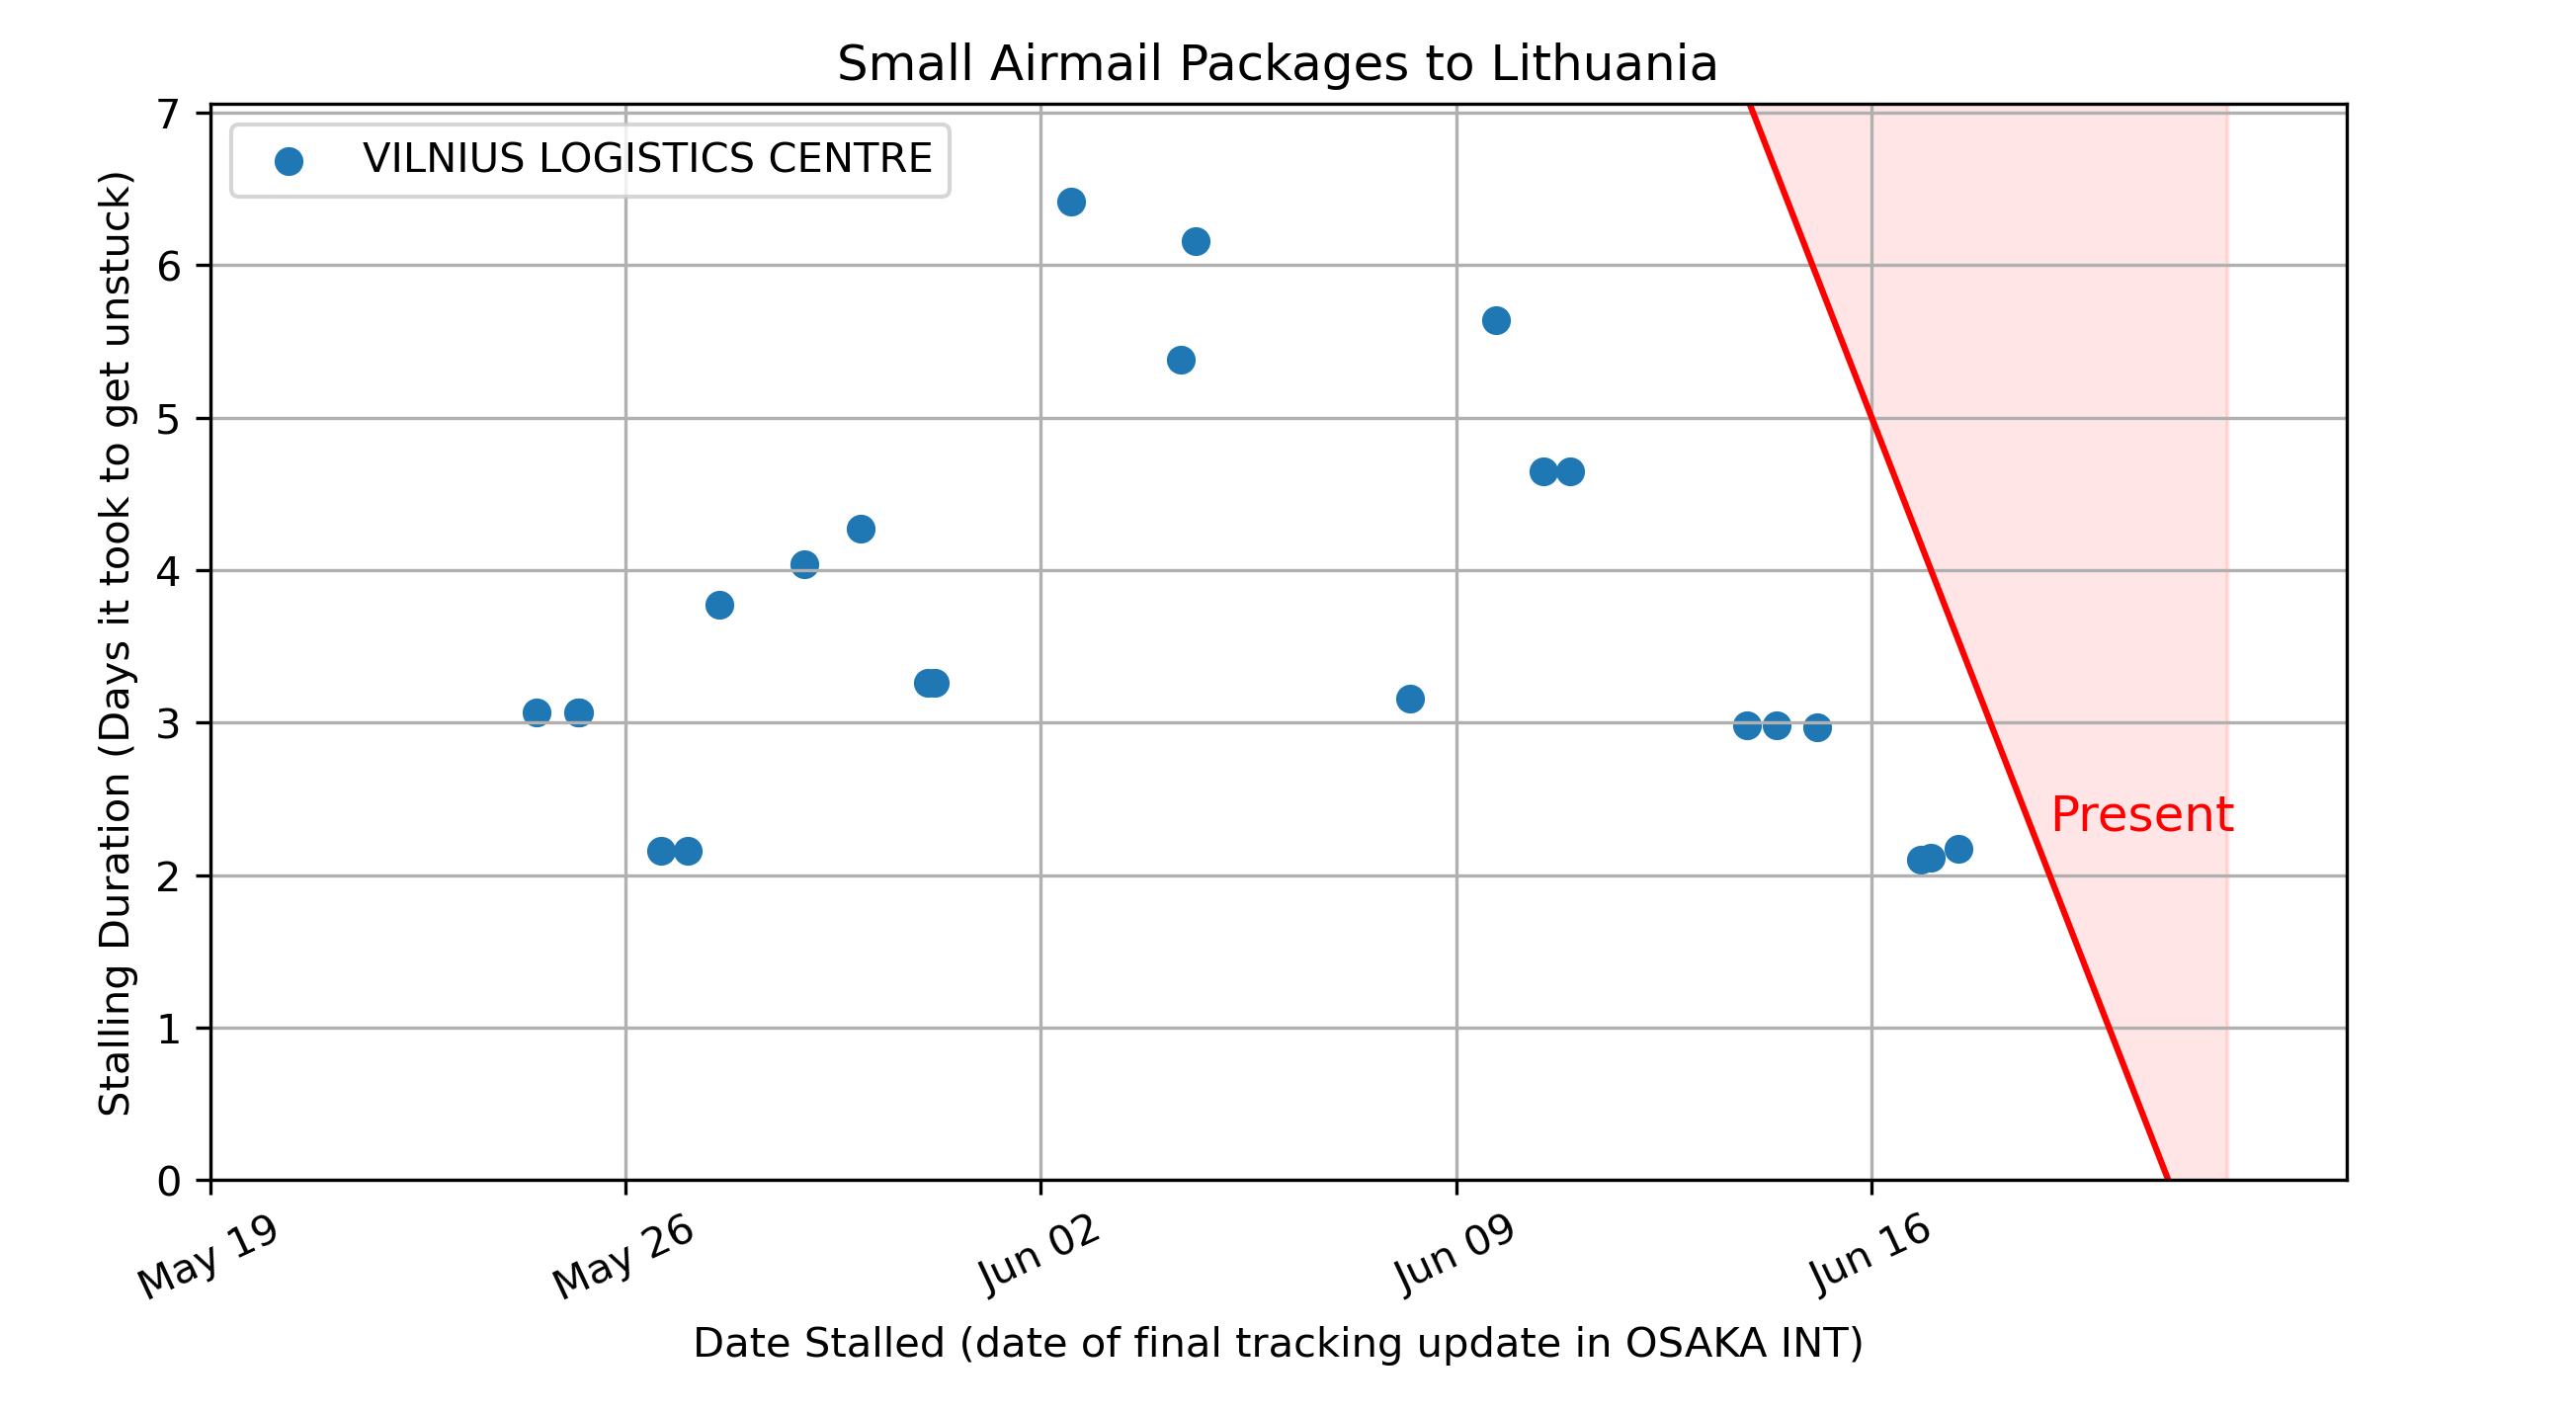 Small Airmail Packages to Lithuania
VILNIUS LOGISTICS CENTRE
Stalling Duration (Days it took to get unstuck)
7
6
5
4
3
2
1
0
Present
May 19
May 26
Jun 02
Jun 09
Jun 16
Date Stalled (date of final tracking update in OSAKA INT)